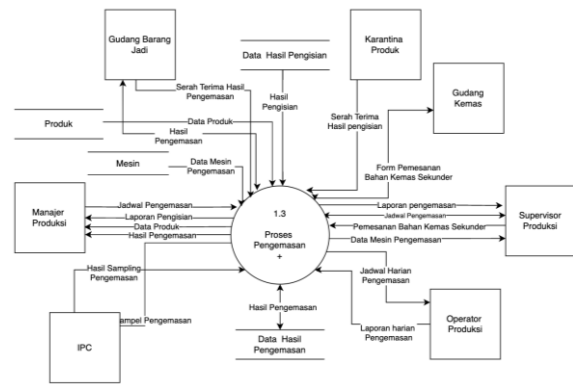 Gudang Barang
Jadi
Data Hasil Pengisian
Karantina
Produk
Gudang
Kemas
Serah Terima Hasil
Pengemasan
Hasil
Pengisian
Serah Terima
Hasil pengisian
Produk
Data Produk
Hasil
Pengemasan
Mesin
Data Mesin
Pengemasan
Form Pemesanan
Bahan Kemas Sekunder
Manajer
Produksi
Jadwal Pengemasan
Laporan Pengisian
Data Produk
Hasil Pengemasan
1.3
Proses
Pengemasan
+
Laporan pengemasan
Jadwal Pengemasan
Pemesanan Bahan Kemas Sekunder
Data Mesin Pengemasan
Supervisor
Produksi
Hasil Sampling
Pengemasan
Jadwal Harian
Pengemasan
Hasil Pengemasan
ampel Pengemasan
IPC
Data Hasil
Pengemasan
Laporan harian
Pengemasan
Operator
Produksi